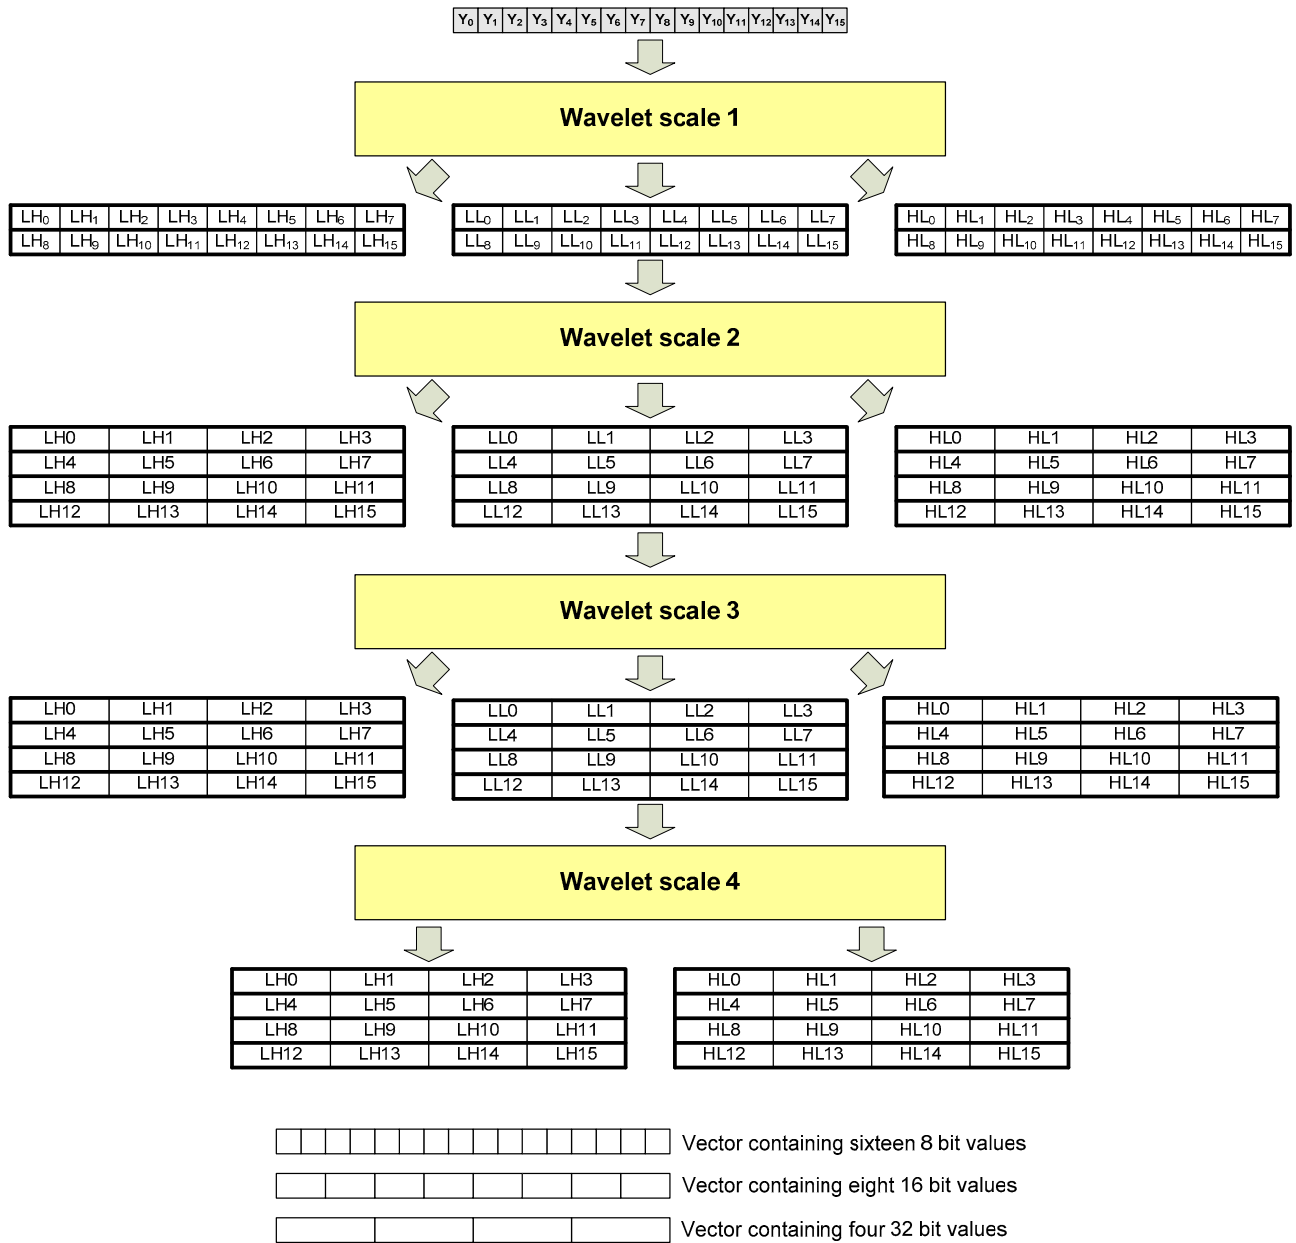 Y₀ Y₁ Y₂ Y₃ Y₄ Y₅ Y₆ Y₇ Y₈ Y₉ Y₁₀ Y₁₁ Y₁₂ Y₁₃ Y₁₄ Y₁₅
Wavelet scale 1
LH₀ LH₁ LH₂ LH₃ LH₄ LH₅ LH₆ LH₇
LH₈ LH₉ LH₁₀ LH₁₁ LH₁₂ LH₁₃ LH₁₄ LH₁₅
LL₀ LL₁ LL₂ LL₃ LL₄ LL₅ LL₆ LL₇
LL₈ LL₉ LL₁₀ LL₁₁ LL₁₂ LL₁₃ LL₁₄ LL₁₅
HL₀ HL₁ HL₂ HL₃ HL₄ HL₅ HL₆ HL₇
HL₈ HL₉ HL₁₀ HL₁₁ HL₁₂ HL₁₃ HL₁₄ HL₁₅
Wavelet scale 2
LH0 LH1 LH2 LH3
LH4 LH5 LH6 LH7
LH8 LH9 LH10 LH11
LH12 LH13 LH14 LH15
LL0 LL1 LL2 LL3
LL4 LL5 LL6 LL7
LL8 LL9 LL10 LL11
LL12 LL13 LL14 LL15
HL0 HL1 HL2 HL3
HL4 HL5 HL6 HL7
HL8 HL9 HL10 HL11
HL12 HL13 HL14 HL15
Wavelet scale 3
LH0 LH1 LH2 LH3
LH4 LH5 LH6 LH7
LH8 LH9 LH10 LH11
LH12 LH13 LH14 LH15
LL0 LL1 LL2 LL3
LL4 LL5 LL6 LL7
LL8 LL9 LL10 LL11
LL12 LL13 LL14 LL15
HL0 HL1 HL2 HL3
HL4 HL5 HL6 HL7
HL8 HL9 HL10 HL11
HL12 HL13 HL14 HL15
Wavelet scale 4
LH0 LH1 LH2 LH3
LH4 LH5 LH6 LH7
LH8 LH9 LH10 LH11
LH12 LH13 LH14 LH15
HL0 HL1 HL2 HL3
HL4 HL5 HL6 HL7
HL8 HL9 HL10 HL11
HL12 HL13 HL14 HL15
Vector containing sixteen 8 bit values
Vector containing eight 16 bit values
Vector containing four 32 bit values